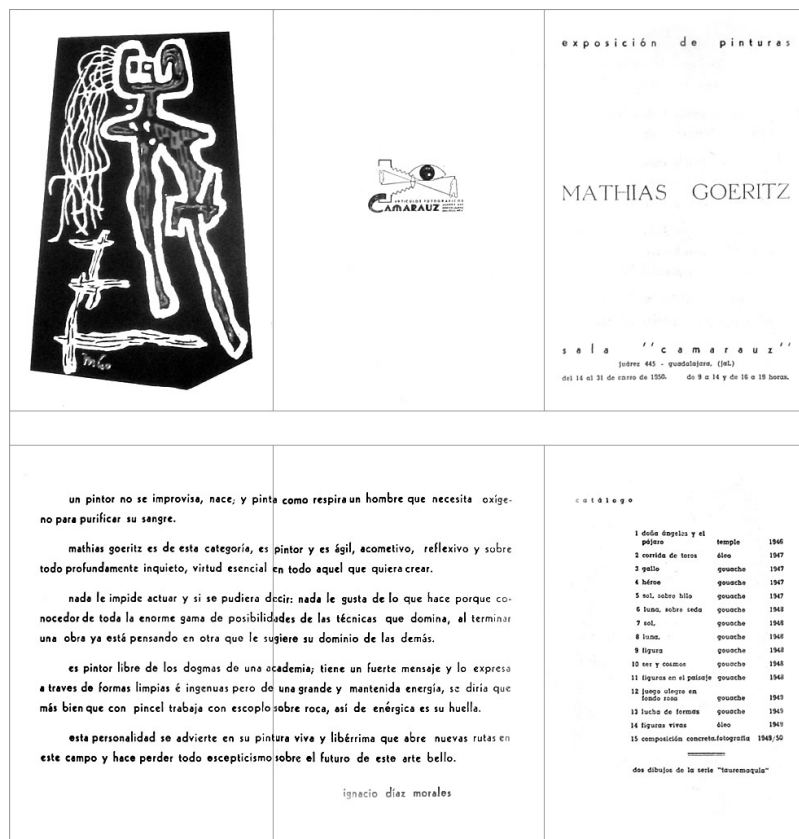 MGo
ARTICULOS FOTOGRAFICOS
CAMARAUZ
exposición de pinturas
MATHIAS GOERITZ
sala "camarauz"
juárez 445 - guadalajara, (jal.)
del 14 al 31 de enero de 1950. de 9 a 14 y de 16 a 19 horas.
un pintor no se improvisa, nace; y pinta como respira un hombre que necesita oxíge-
no para purificar su sangre.
mathias goeritz es de esta categoría, es pintor y es ágil, acometivo, reflexivo y sobre
todo profundamente inquieto, virtud esencial en todo aquel que quiera crear.
nada le impide actuar y si se pudiera decir: nada le gusta de lo que hace porque co-
nocedor de toda la enorme gama de posibilidades de las técnicas que domina, al terminar
una obra ya está pensando en otra que le sugiere su dominio de las demás.
es pintor libre de los dogmas de una academia; tiene un fuerte mensaje y lo expresa
a traves de formas limpias é ingenuas pero de una grande y mantenida energía, se diría que
más bien que con pincel trabaja con escoplo sobre roca, así de enérgica es su huella.
esta personalidad se advierte en su pintura viva y libérrima que abre nuevas rutas en
este campo y hace perder todo escepticismo sobre el futuro de este arte bello.
ignacio díaz morales
catálogo
1 doña ángeles y el
pájaro temple 1946
2 corrida de toros óleo 1947
3 gallo gouache 1947
4 héroe gouache 1947
5 sol, sobre hilo gouache 1948
6 luna, sobre seda gouache 1948
7 sol, gouache 1948
8 luna, gouache 1948
9 figura gouache 1948
10 ser y cosmos gouache 1948
11 figuras en el paisaje gouache 1948
12 juego alegre en
fondo rosa gouache 1949
13 lucha de formas gouache 1949
14 figuras vivas óleo 1949
15 composición concreta. fotografía 1949/50
dos dibujos de la serie "tauromaquia"